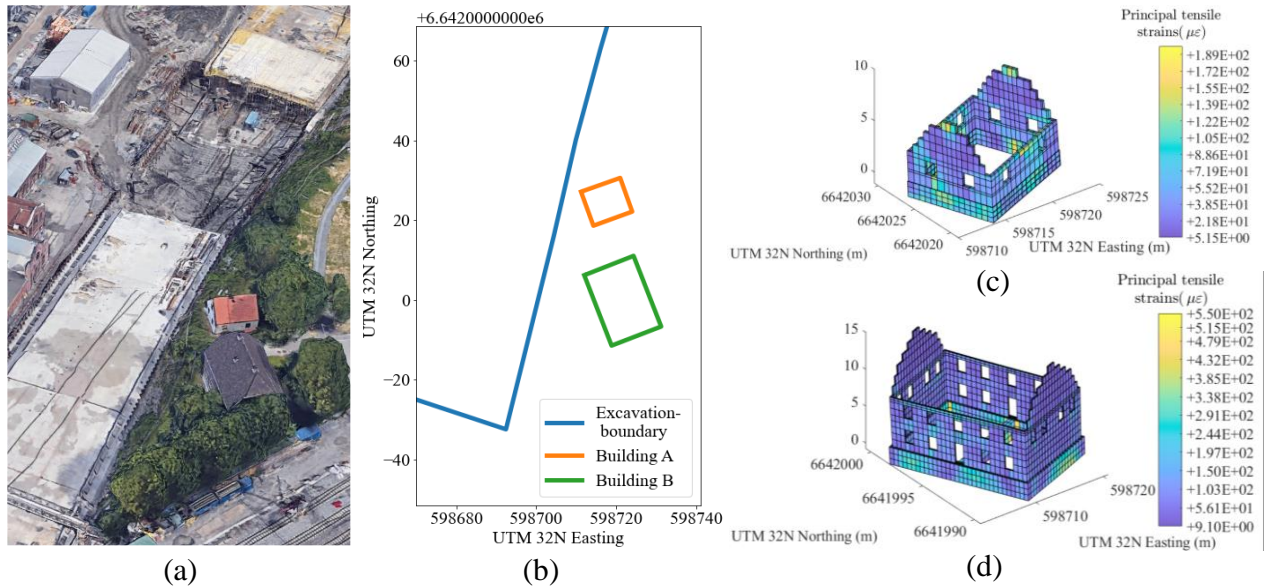 +6.6420000000e6
60
40
20
0
−20
−40
UTM 32N Northing
598680 598700 598720 598740
UTM 32N Easting
Excavation-
boundary
Building A
Building B
(a)
(b)
Principal tensile
strains(με)
+1.89E+02
+1.72E+02
+1.55E+02
+1.39E+02
+1.22E+02
+1.05E+02
+8.86E+01
+7.19E+01
+5.52E+01
+3.85E+01
+2.18E+01
+5.15E+00
10
5
0
6642030
6642025
6642020
598710
598715
598720
598725
UTM 32N Northing (m)
UTM 32N Easting (m)
(c)
Principal tensile
strains(με)
+5.50E+02
+5.15E+02
+4.79E+02
+4.32E+02
+3.85E+02
+3.38E+02
+2.91E+02
+2.44E+02
+1.97E+02
+1.50E+02
+1.03E+02
+5.61E+01
+9.10E+00
15
10
5
0
6642000
6641995
6641990
598710
598720
UTM 32N Northing (m)
UTM 32N Easting (m)
(d)